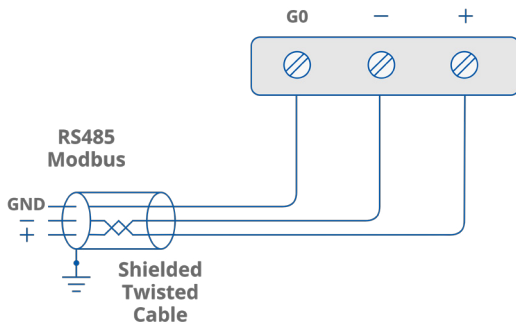 G0 − +
RS485
Modbus
GND
−
+
Shielded
Twisted
Cable